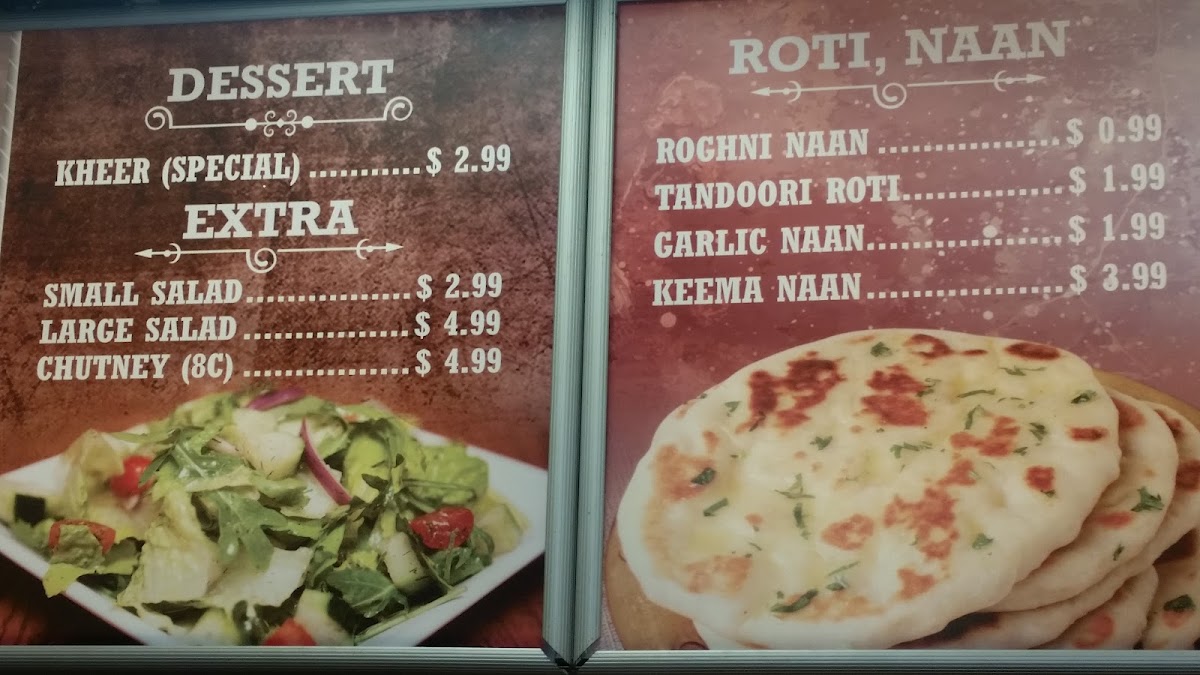 DESSERT
KHEER (SPECIAL) ............ $ 2.99
EXTRA
SMALL SALAD ................ $ 2.99
LARGE SALAD ................ $ 4.99
CHUTNEY (8C) ................ $ 4.99
ROTI, NAAN
ROGHNI NAAN .................. $ 0.99
TANDOORI ROTI................ $ 1.99
GARLIC NAAN................... $ 1.99
KEEMA NAAN ................... $ 3.99